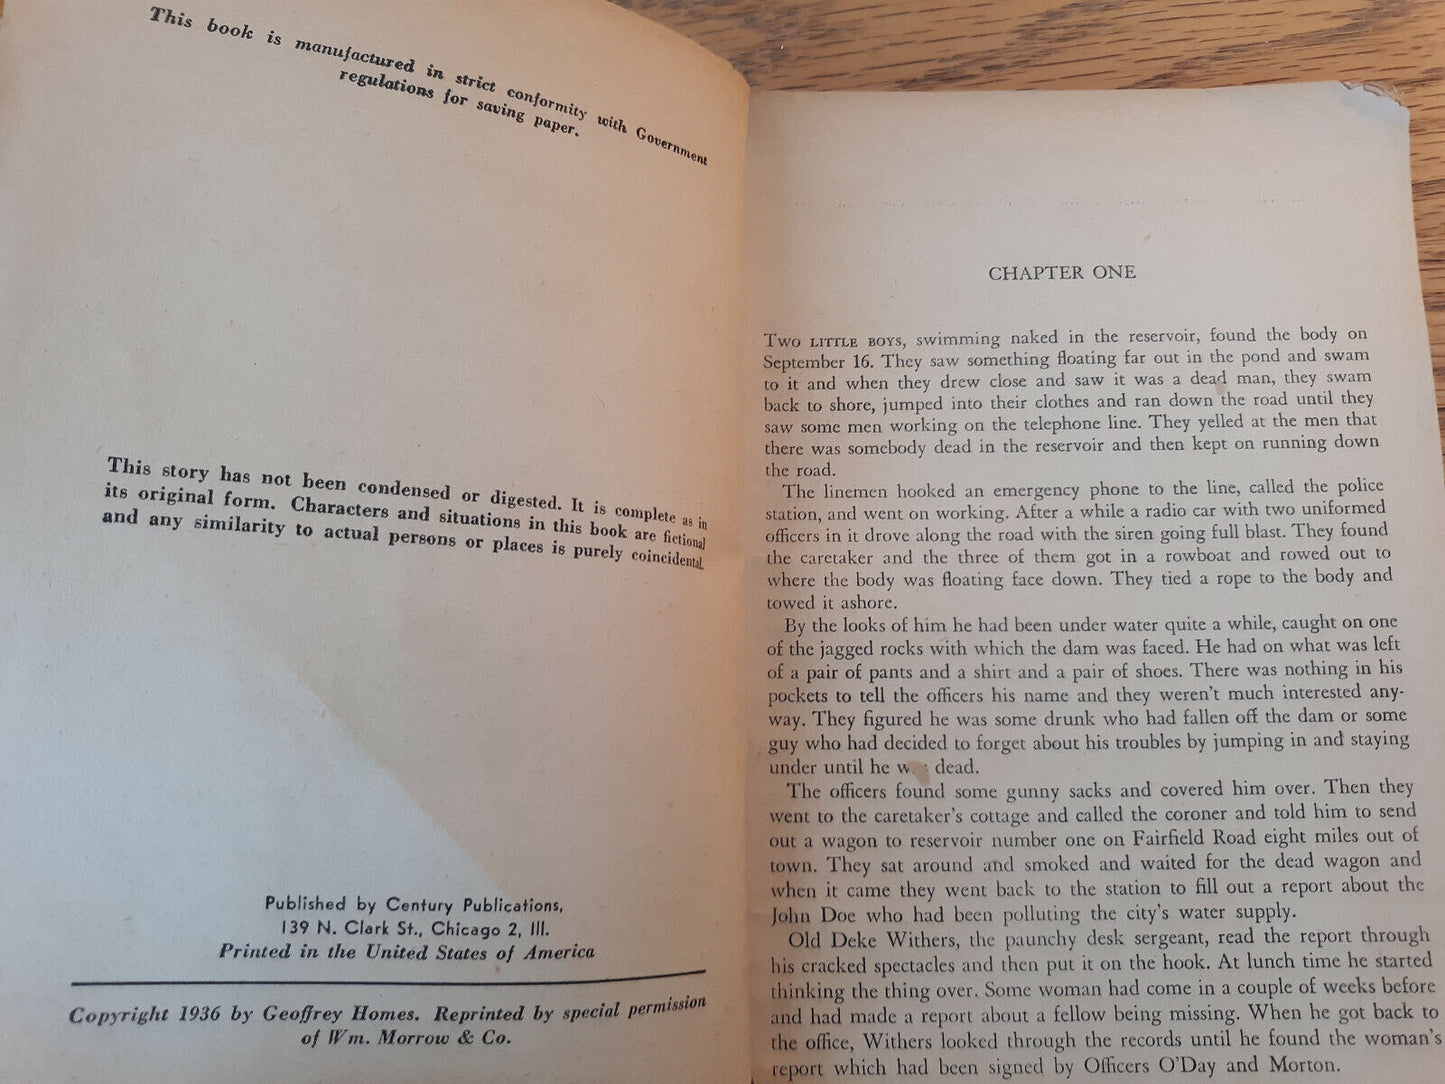 This book is manufactured in strict conformity with Government
regulations for saving paper.
This story has not been condensed or digested. It is complete as in
its original form. Characters and situations in this book are fictional
and any similarity to actual persons or places is purely coincidental.
Published by Century Publications,
139 N. Clark St., Chicago 2, Ill.
Printed in the United States of America
Copyright 1936 by Geoffrey Homes. Reprinted by special permission
of Wm. Morrow & Co.
CHAPTER ONE
TWO LITTLE BOYS, swimming naked in the reservoir, found the body on
September 16. They saw something floating far out in the pond and swam
to it and when they drew close and saw it was a dead man, they swam
back to shore, jumped into their clothes and ran down the road until they
saw some men working on the telephone line. They yelled at the men that
there was somebody dead in the reservoir and then kept on running down
the road.
The linemen hooked an emergency phone to the line, called the police
station, and went on working. After a while a radio car with two uniformed
officers in it drove along the road with the siren going full blast. They found
the caretaker and the three of them got in a rowboat and rowed out to
where the body was floating face down. They tied a rope to the body and
towed it ashore.
By the looks of him he had been under water quite a while, caught on one
of the jagged rocks with which the dam was faced. He had on what was left
of a pair of pants and a shirt and a pair of shoes. There was nothing in his
pockets to tell the officers his name and they weren't much interested any-
way. They figured he was some drunk who had fallen off the dam or some
guy who had decided to forget about his troubles by jumping in and staying
under until he was dead.
The officers found some gunny sacks and covered him over. Then they
went to the caretaker's cottage and called the coroner and told him to send
out a wagon to reservoir number one on Fairfield Road eight miles out of
town. They sat around and smoked and waited for the dead wagon and
when it came they went back to the station to fill out a report about the
John Doe who had been polluting the city's water supply.
Old Deke Withers, the paunchy desk sergeant, read the report through
his cracked spectacles and then put it on the hook. At lunch time he started
thinking the thing over. Some woman had come in a couple of weeks before
and had made a report about a fellow being missing. When he got back to
the office, Withers looked through the records until he found the woman's
report which had been signed by Officers O'Day and Morton.